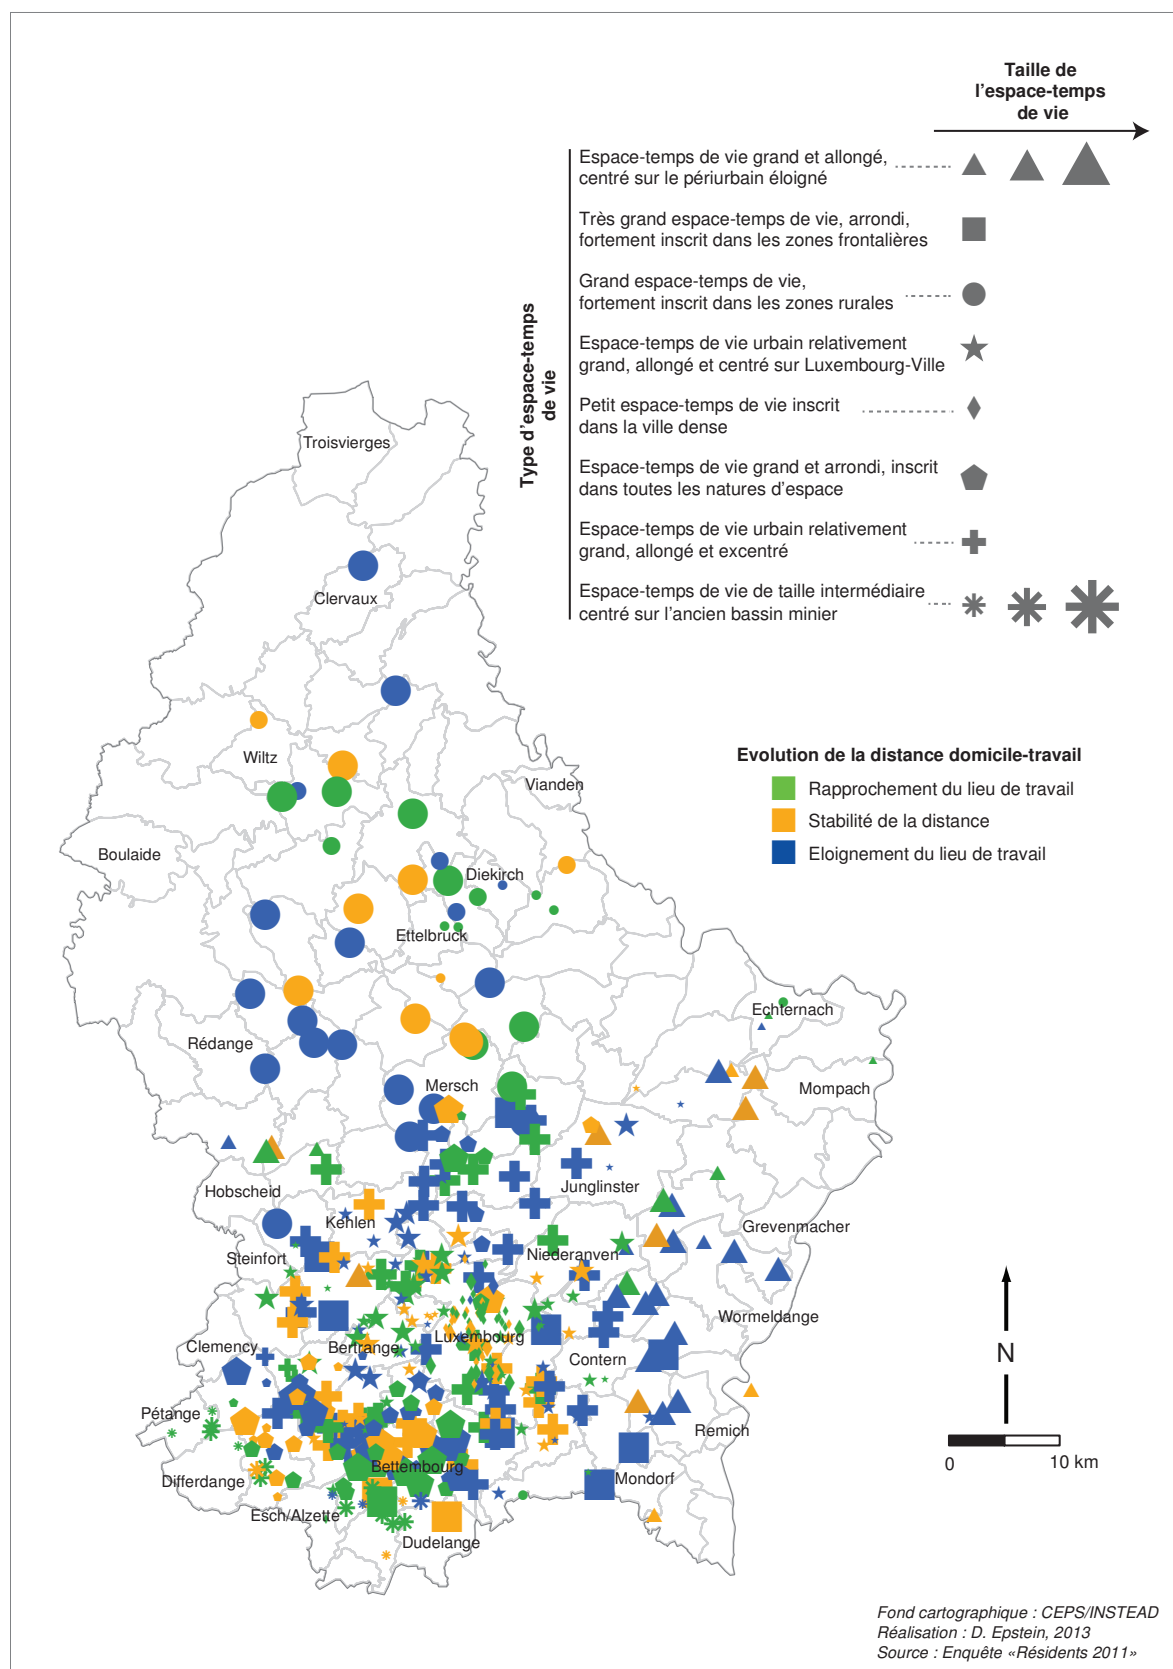 Taille de
l'espace-temps
de vie
Type d'espace-temps
de vie
Espace-temps de vie grand et allongé,
centré sur le périurbain éloigné
Très grand espace-temps de vie, arrondi,
fortement inscrit dans les zones frontalières
Grand espace-temps de vie,
fortement inscrit dans les zones rurales
Espace-temps de vie urbain relativement
grand, allongé et centré sur Luxembourg-Ville
Petit espace-temps de vie inscrit
dans la ville dense
Espace-temps de vie grand et arrondi, inscrit
dans toutes les natures d'espace
Espace-temps de vie urbain relativement
grand, allongé et excentré
Espace-temps de vie de taille intermédiaire
centré sur l'ancien bassin minier
Evolution de la distance domicile-travail
Rapprochement du lieu de travail
Stabilité de la distance
Eloignement du lieu de travail
Troisvierges
Clervaux
Wiltz
Vianden
Boulaide
Diekirch
Ettelbruck
Echternach
Rédange
Mersch
Mompach
Hobscheid
Junglinster
Kehlen
Grevenmacher
Steinfort
Niederanven
Wormeldange
Luxembourg
Clemency
Bertrange
Contern
Pétange
Remich
Differdange
Bettembourg
Mondorf
Esch/Alzette
Dudelange
N
0
10 km
Fond cartographique : CEPS/INSTEAD
Réalisation : D. Epstein, 2013
Source : Enquête «Résidents 2011»